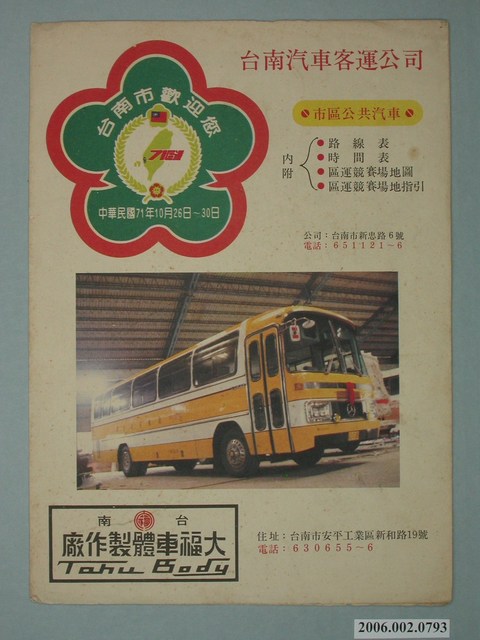 台南市歡迎您
71區運
中華民國71年10月26日～30日
台南汽車客運公司
市區公共汽車
內附
路線表
時間表
區運競賽場地圖
區運競賽場地指引
公司：台南市新忠路6號
電話：651121～6
台南
大福車體製作廠
Tahu Body
住址：台南市安平工業區新和路19號
電話：630655～6
2006.002.0793